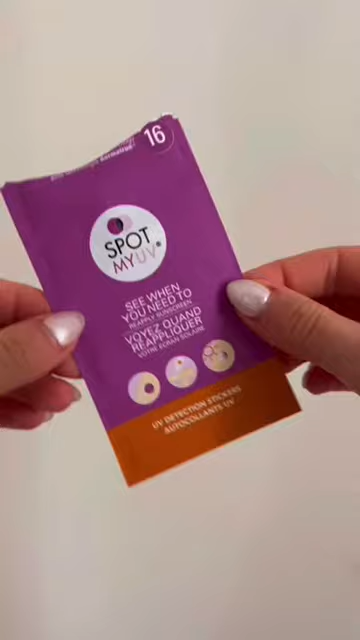 16
SPOT
MYUV®
SEE WHEN
YOU NEED TO
REAPPLY SUNSCREEN
VOYEZ QUAND
RÉAPPLIQUER
VOTRE ÉCRAN SOLAIRE
UV DETECTION STICKERS
AUTOCOLLANTS UV